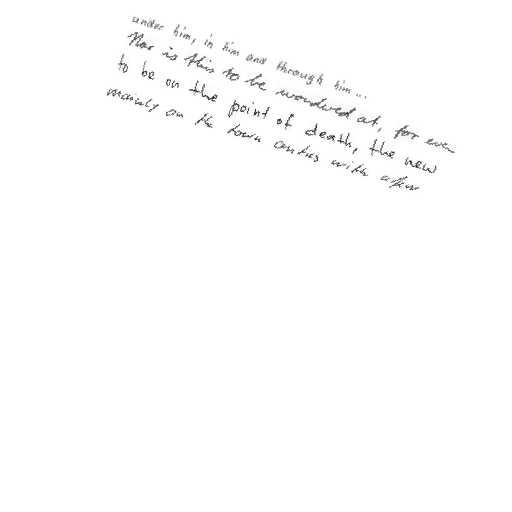 under him, in him and through him...
Nor is this to be wondered at, for even
to be on the point of death, the new
mainly on the town centres with a few